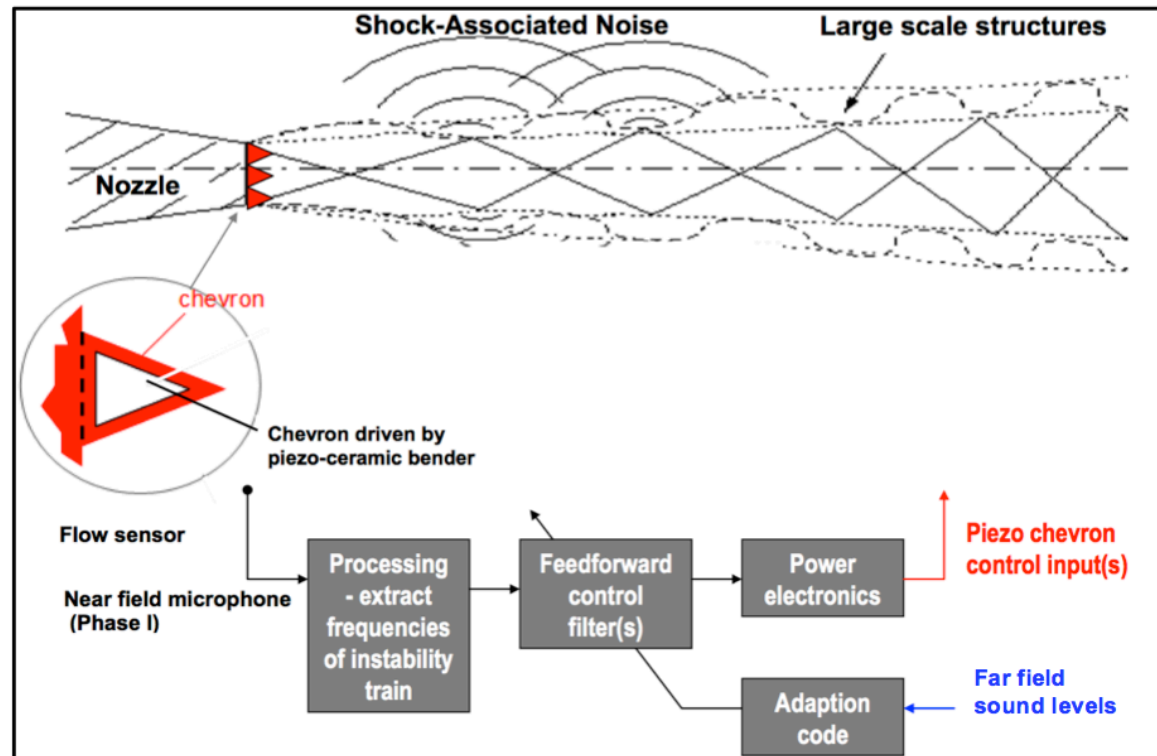 Shock-Associated Noise
Large scale structures
Nozzle
chevron
Chevron driven by
piezo-ceramic bender
Flow sensor
Near field microphone
(Phase I)
Processing
- extract
frequencies
of instability
train
Feedforward
control
filter(s)
Power
electronics
Piezo chevron
control input(s)
Adaption
code
Far field
sound levels